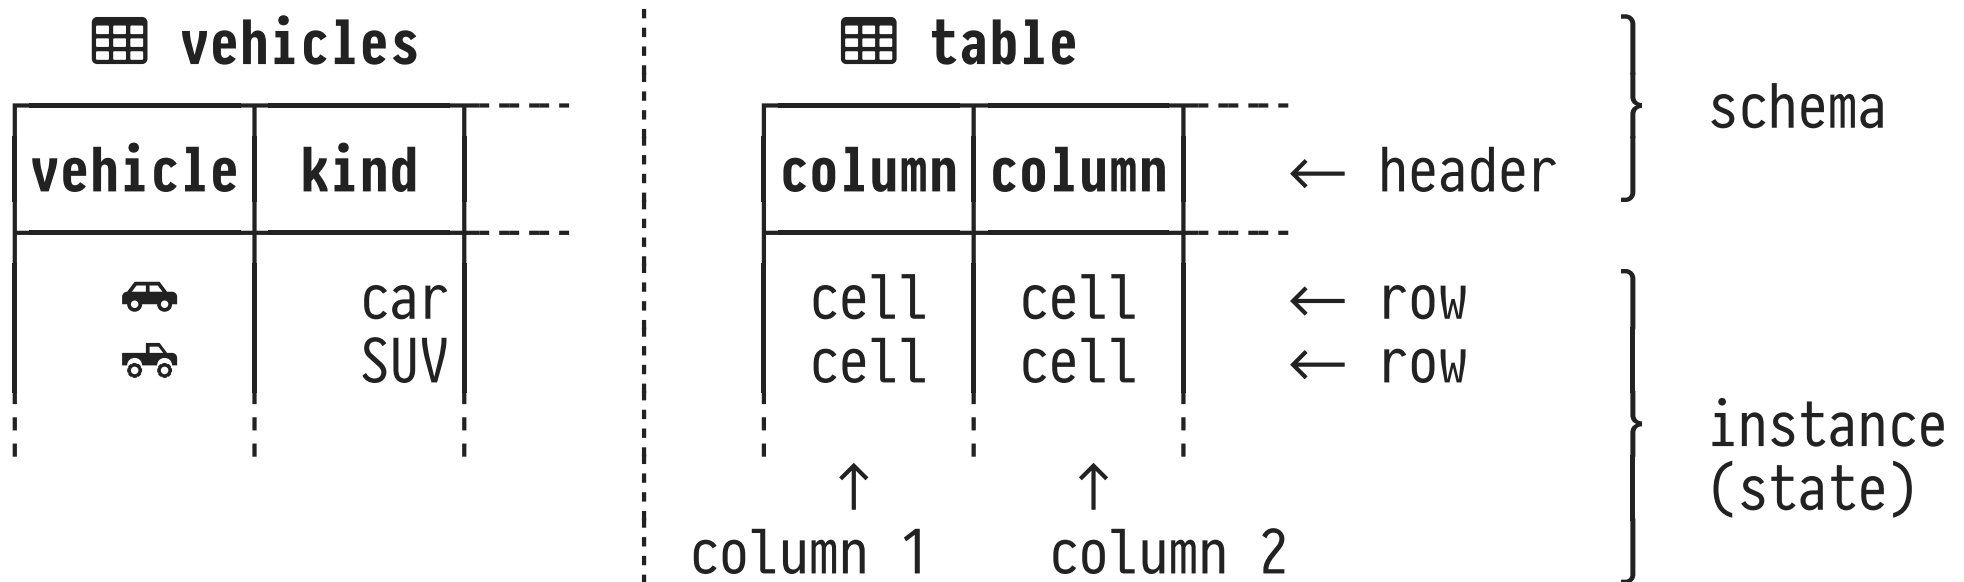 vehicles
table
schema
vehicle kind
column column ← header
car
cell cell ← row
SUV
cell cell ← row
instance
(state)
↑ ↑
column 1 column 2